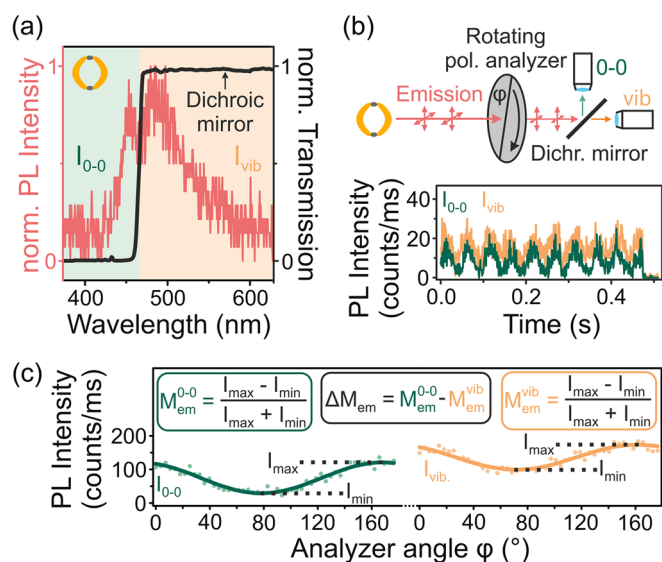 (a)
norm. PL Intensity
1
0
I0-0
Ivib
Dichroic
mirror
1
0
norm. Transmission
400 500 600
Wavelength (nm)
(b)
Rotating
pol. analyzer
0-0
Emission
φ
vib
Dichr. mirror
PL Intensity
(counts/ms)
40
20
0
I0-0 Ivib
0.0 0.2 0.4
Time (s)
(c)
PL Intensity
(counts/ms)
M0-0em = Imax - Imin / Imax + Imin
ΔMem = M0-0em - Mvibem
Mvibem = Imax - Imin / Imax + Imin
200
100
0
I0-0
Imax
Imin
Ivib.
Imax
Imin
0 40 80 120 160 0 40 80 120 160
Analyzer angle φ (°)